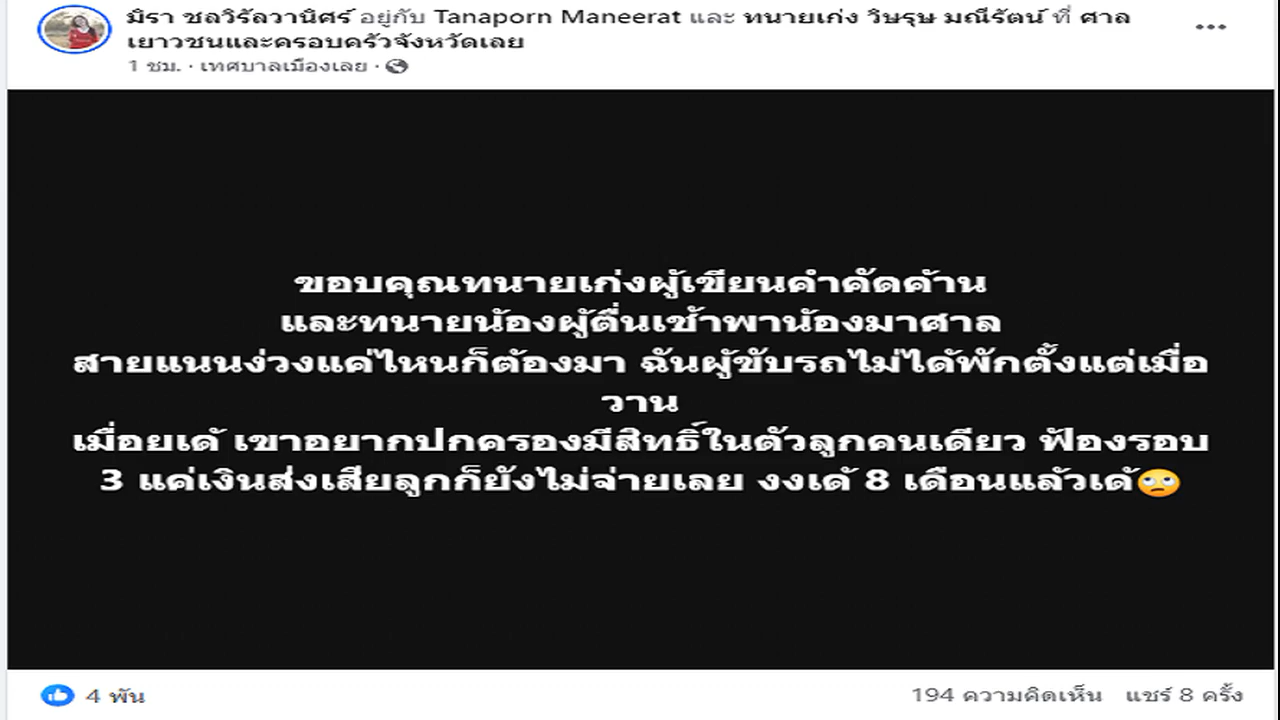 มิรา ชลวิรัลวานิศร์ อยู่กับ Tanaporn Maneerat และ ทนายเก่ง วิษรุษ มณีรัตน์ ที่ ศาล
เยาวชนและครอบครัวจังหวัดเลย
1 ชม. · เทศบาลเมืองเลย ·
ขอบคุณทนายเก่งผู้เขียนคำคัดค้าน
และทนายน้องผู้ตื่นเช้าพาน้องมาศาล
สายแนนง่วงแค่ไหนก็ต้องมา ฉันผู้ขับรถไม่ได้พักตั้งแต่เมื่อ
วาน
เมื่อยเด้ เขาอยากปกครองมีสิทธิ์ในตัวลูกคนเดียว ฟ้องรอบ
3 แค่เงินส่งเสียลูกก็ยังไม่จ่ายเลย งงเด้ 8 เดือนแล้วเด้🙄
4 พัน
194 ความคิดเห็น แชร์ 8 ครั้ง